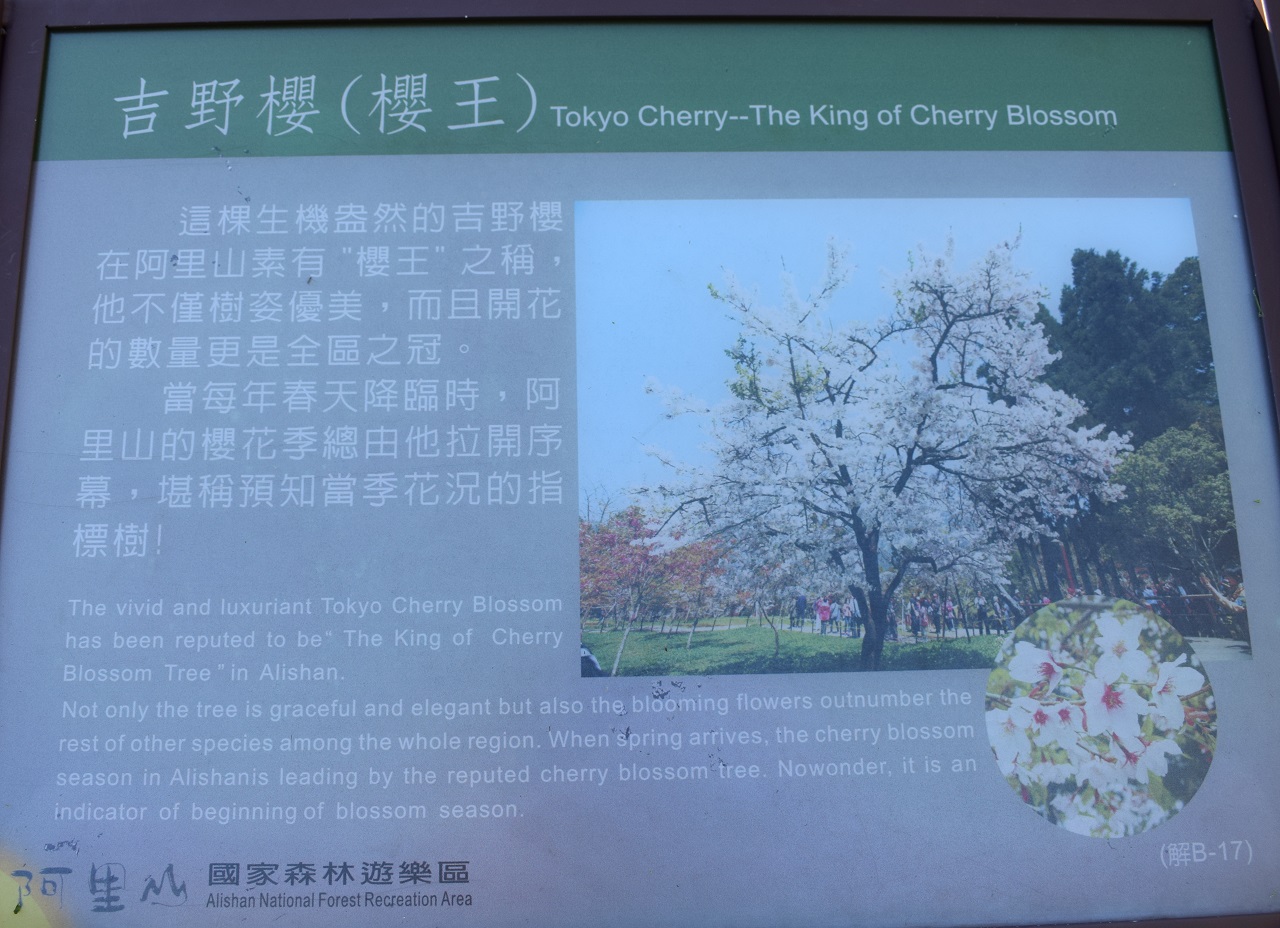 吉野櫻(櫻王) Tokyo Cherry--The King of Cherry Blossom
這棵生機盎然的吉野櫻
在阿里山素有"櫻王"之稱，
他不僅樹姿優美，而且開花
的數量更是全區之冠。
當每年春天降臨時，阿
里山的櫻花季總由他拉開序
幕，堪稱預知當季花況的指
標樹!
The vivid and luxuriant Tokyo Cherry Blossom
has been reputed to be“ The King of Cherry
Blossom Tree ” in Alishan.
Not only the tree is graceful and elegant but also the blooming flowers outnumber the
rest of other species among the whole region. When spring arrives, the cherry blossom
season in Alishanis leading by the reputed cherry blossom tree. Nowonder, it is an
indicator of beginning of blossom season.
(解B-17)
阿里山 國家森林遊樂區
Alishan National Forest Recreation Area